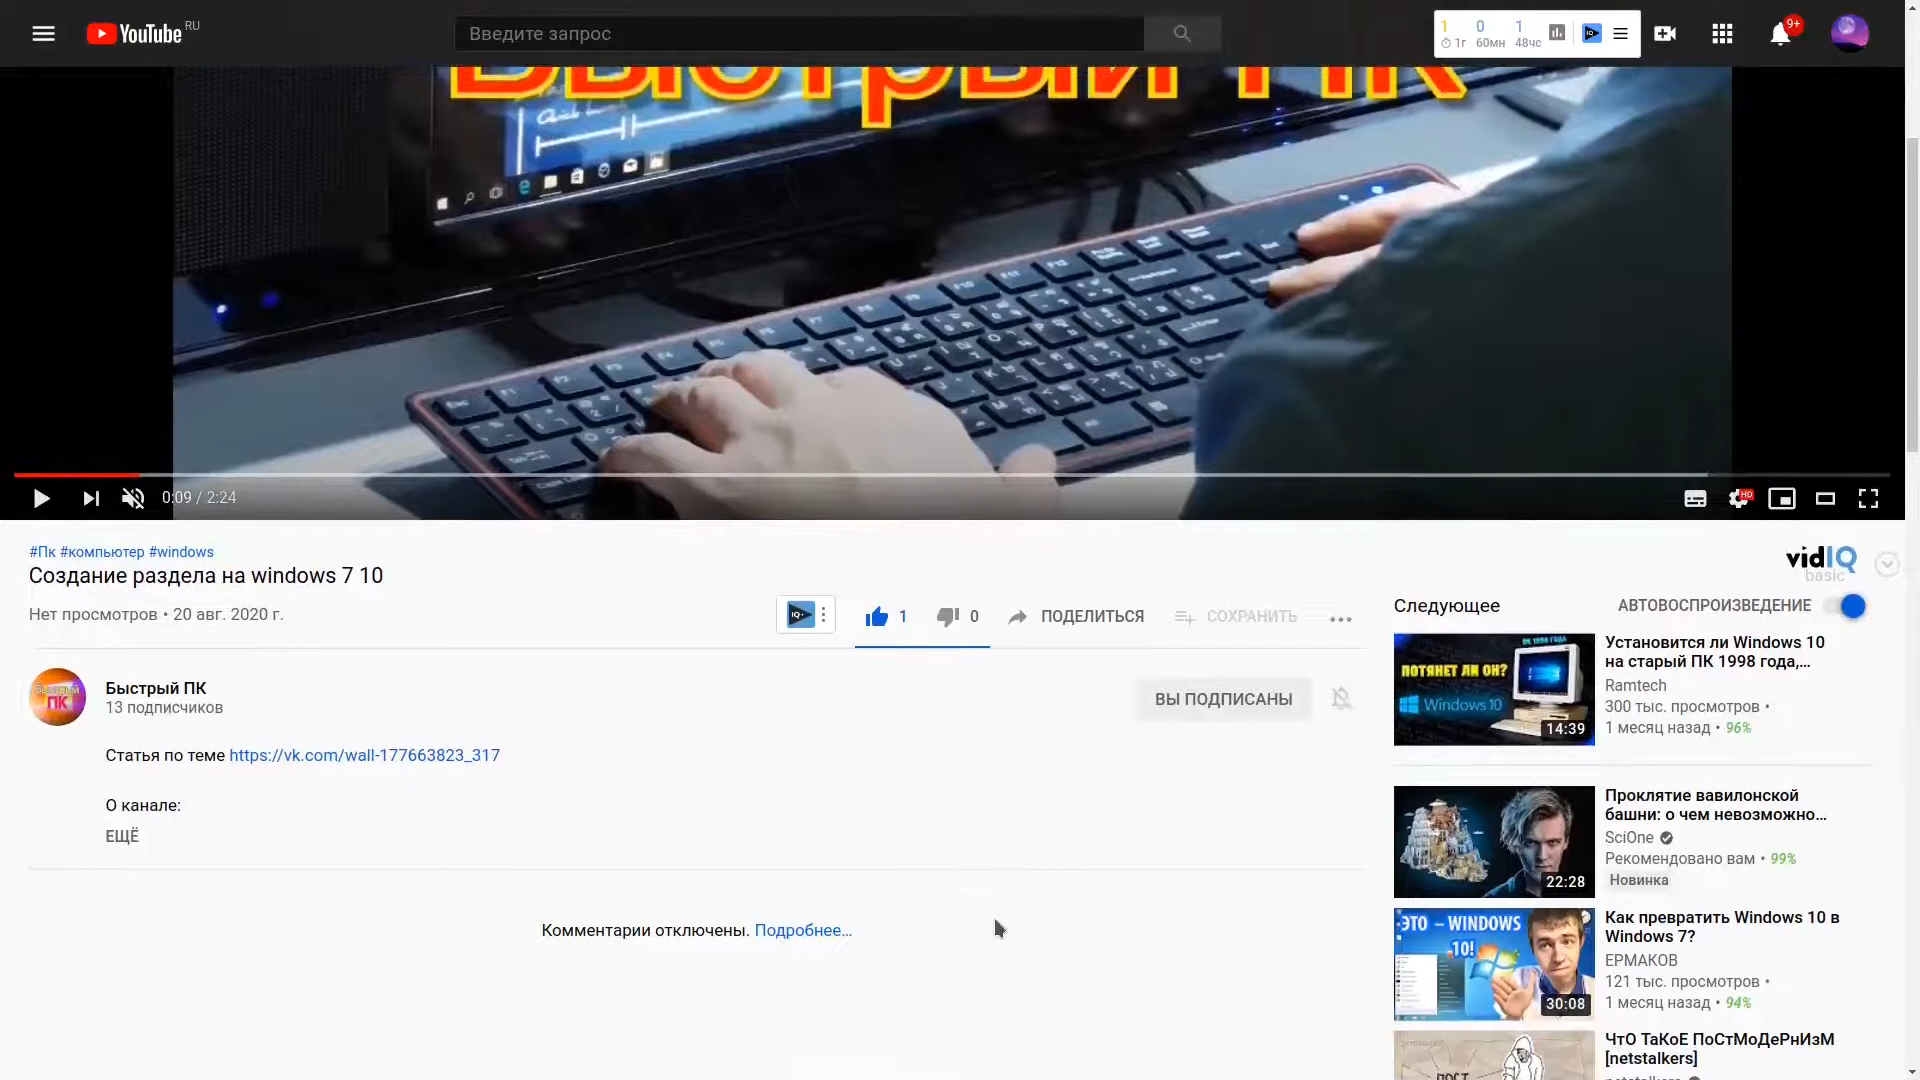 YouTube RU
Введите запрос
1 0 1
1г 60мн 48чс
9+
Быстрый ПК
0:09 / 2:24
HD
#Пк #компьютер #windows
Создание раздела на windows 7 10
Нет просмотров • 20 авг. 2020 г.
1
0
ПОДЕЛИТЬСЯ
СОХРАНИТЬ
vidIQ
basic
Быстрый ПК
13 подписчиков
ВЫ ПОДПИСАНЫ
Статья по теме https://vk.com/wall-177663823_317
О канале:
ЕЩЁ
Комментарии отключены. Подробнее...
Следующее
АВТОВОСПРОИЗВЕДЕНИЕ
ПОТЯНЕТ ЛИ ОН?
Windows 10
14:39
Установится ли Windows 10
на старый ПК 1998 года,...
Ramtech
300 тыс. просмотров •
1 месяц назад • 96%
22:28
Проклятие вавилонской
башни: о чем невозможно...
SciOne
Рекомендовано вам • 99%
Новинка
ЭТО – WINDOWS
10!
30:08
Как превратить Windows 10 в
Windows 7?
ЕРМАКОВ
121 тыс. просмотров •
1 месяц назад • 94%
ЧтО ТаКоЕ ПоСтМоДеРнИзМ
[netstalkers]